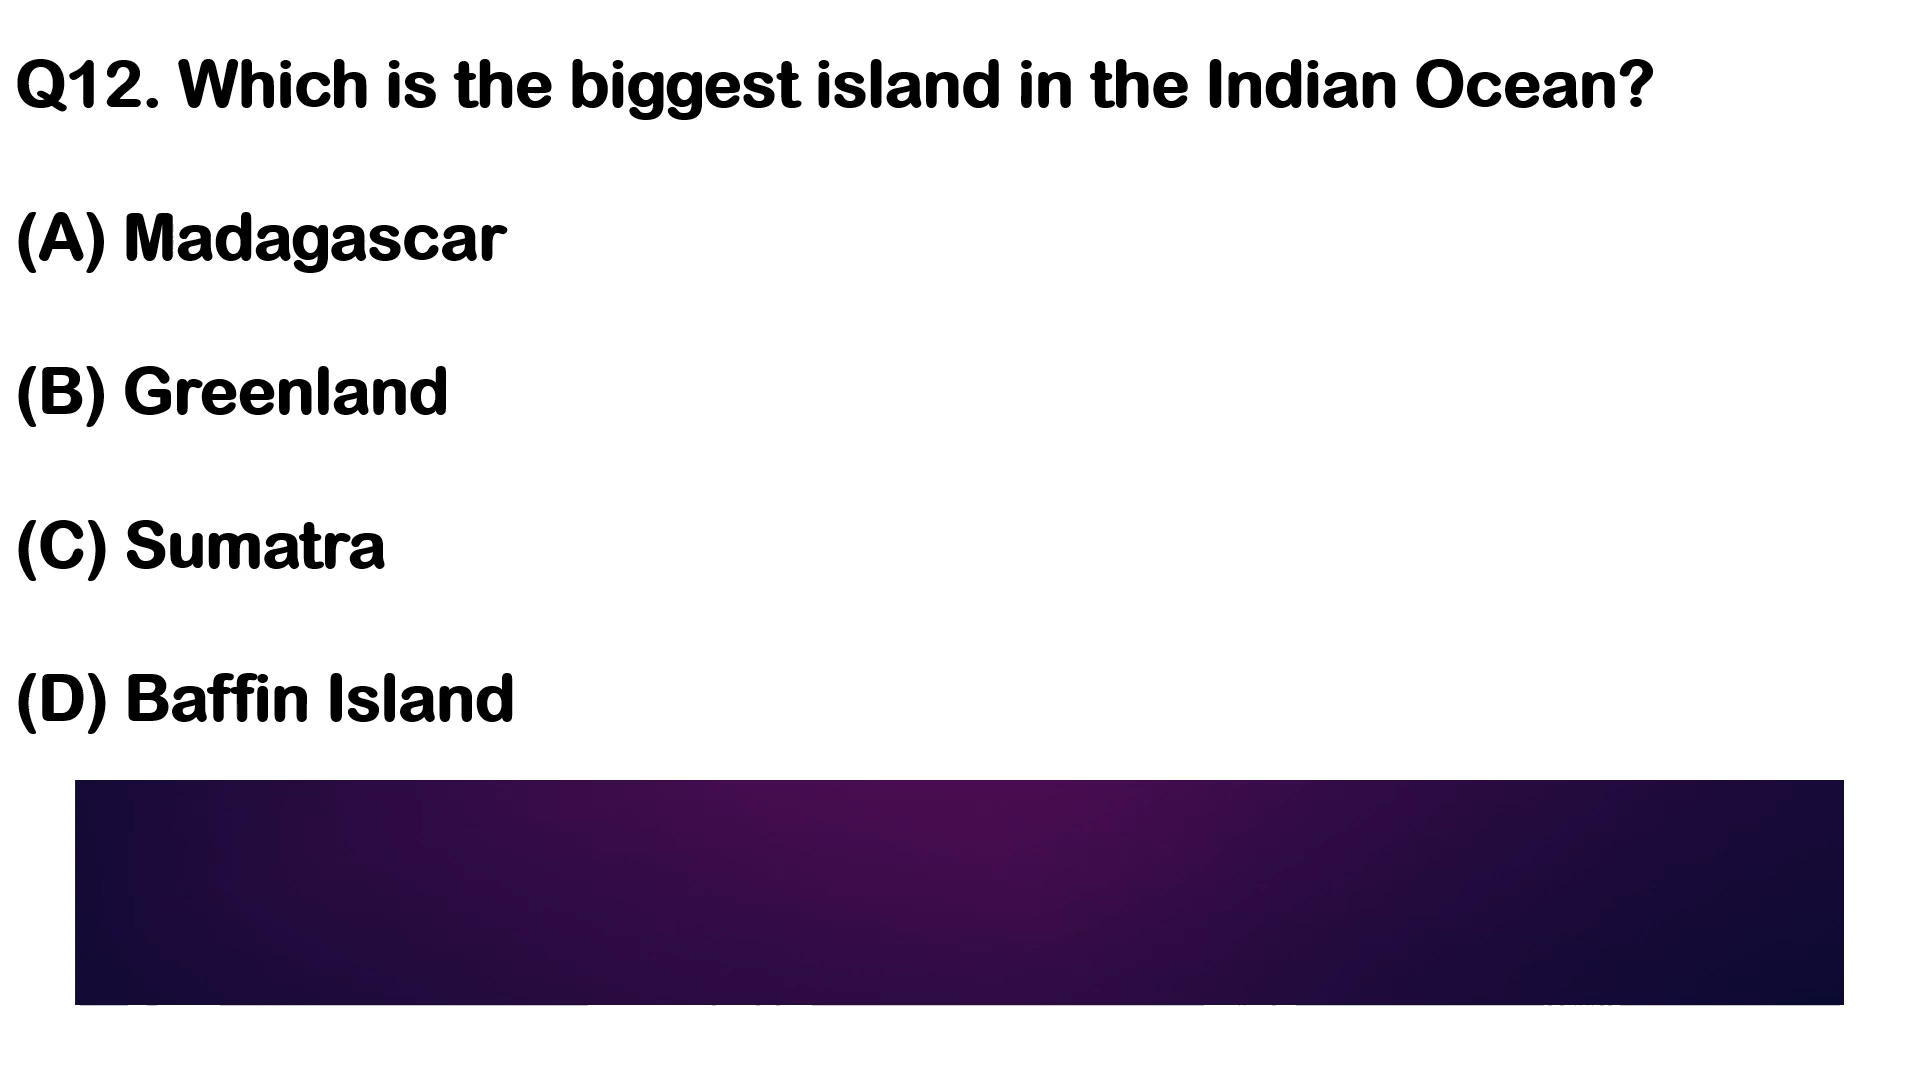 Q12. Which is the biggest island in the Indian Ocean?
(A) Madagascar
(B) Greenland
(C) Sumatra
(D) Baffin Island